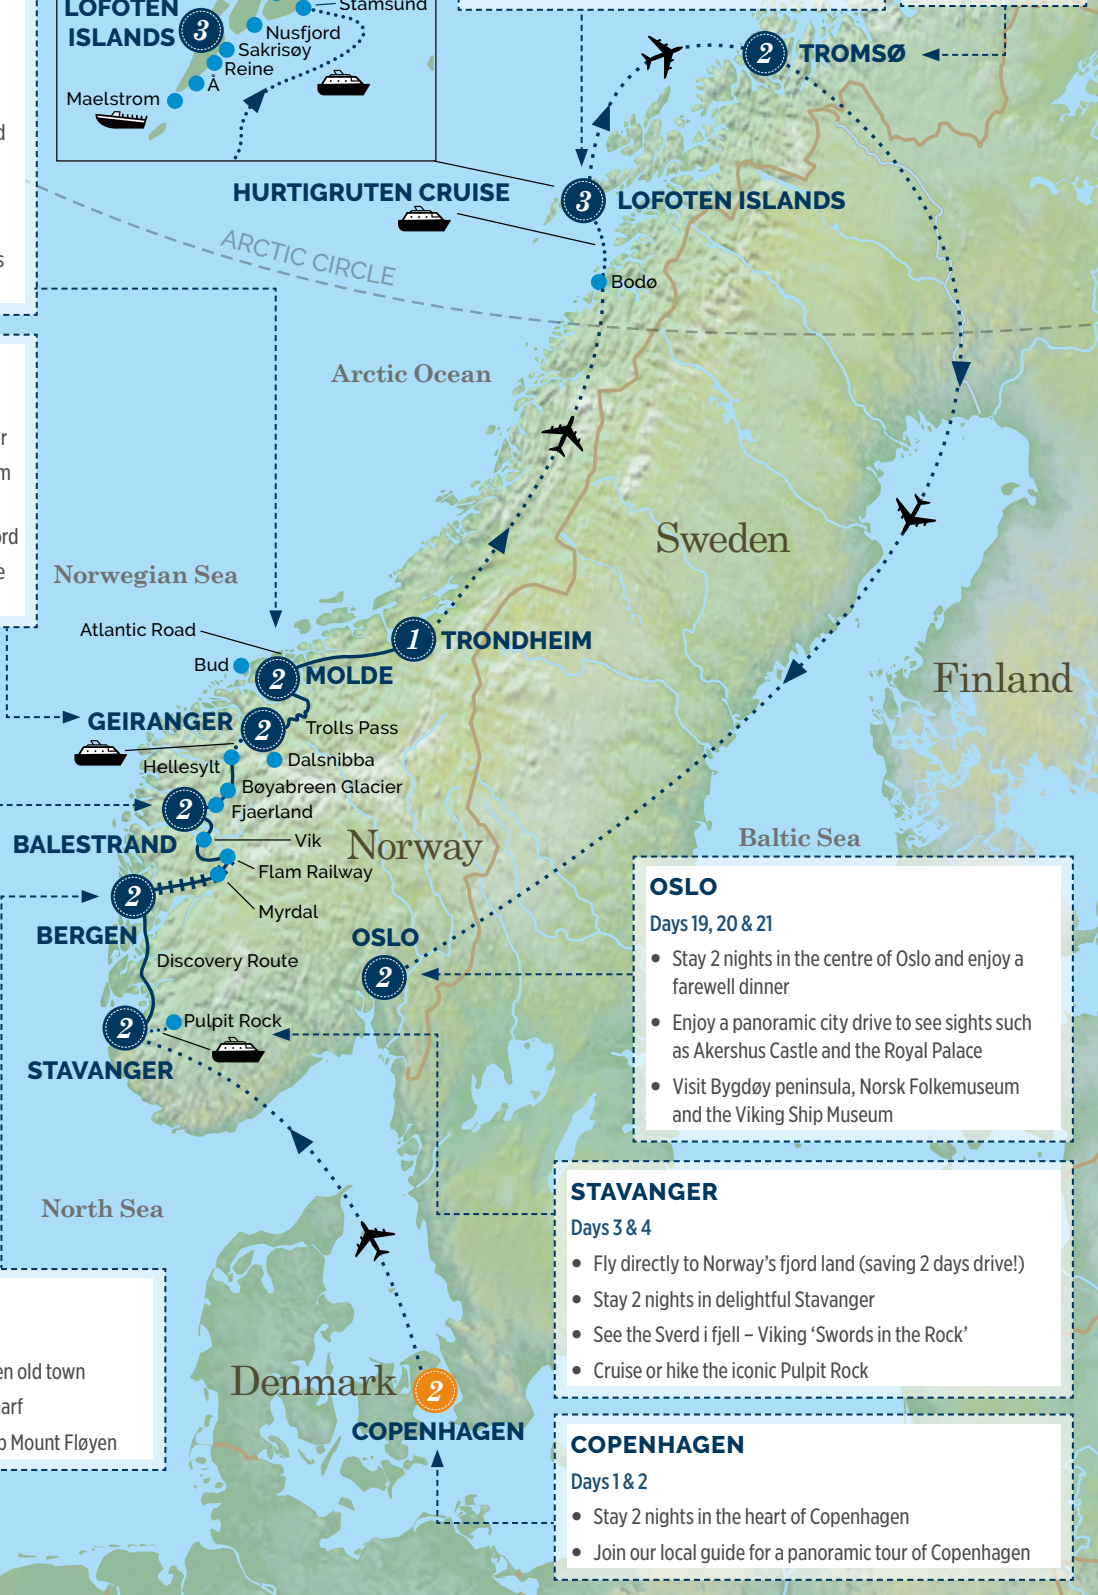 LOFOTEN
ISLANDS
3
Stamsund
Nusfjord
Sakrisøy
Reine
Å
Maelstrom
2
TROMSØ
HURTIGRUTEN CRUISE
3
LOFOTEN ISLANDS
ARCTIC CIRCLE
Bodø
Arctic Ocean
Sweden
Norwegian Sea
Atlantic Road
1
TRONDHEIM
Bud
2
MOLDE
Finland
GEIRANGER
2
Trolls Pass
Hellesylt
Dalsnibba
Bøyabreen Glacier
2
Fjaerland
BALESTRAND
Vik
Norway
Baltic Sea
Flam Railway
2
Myrdal
BERGEN
OSLO
2
Discovery Route
2
Pulpit Rock
STAVANGER
OSLO
Days 19, 20 & 21
• Stay 2 nights in the centre of Oslo and enjoy a
farewell dinner
• Enjoy a panoramic city drive to see sights such
as Akershus Castle and the Royal Palace
• Visit Bygdøy peninsula, Norsk Folkemuseum
and the Viking Ship Museum
North Sea
STAVANGER
Days 3 & 4
• Fly directly to Norway's fjord land (saving 2 days drive!)
• Stay 2 nights in delightful Stavanger
• See the Sverd i fjell – Viking ‘Swords in the Rock’
• Cruise or hike the iconic Pulpit Rock
Denmark
2
COPENHAGEN
en old town
arf
p Mount Fløyen
COPENHAGEN
Days 1 & 2
• Stay 2 nights in the heart of Copenhagen
• Join our local guide for a panoramic tour of Copenhagen